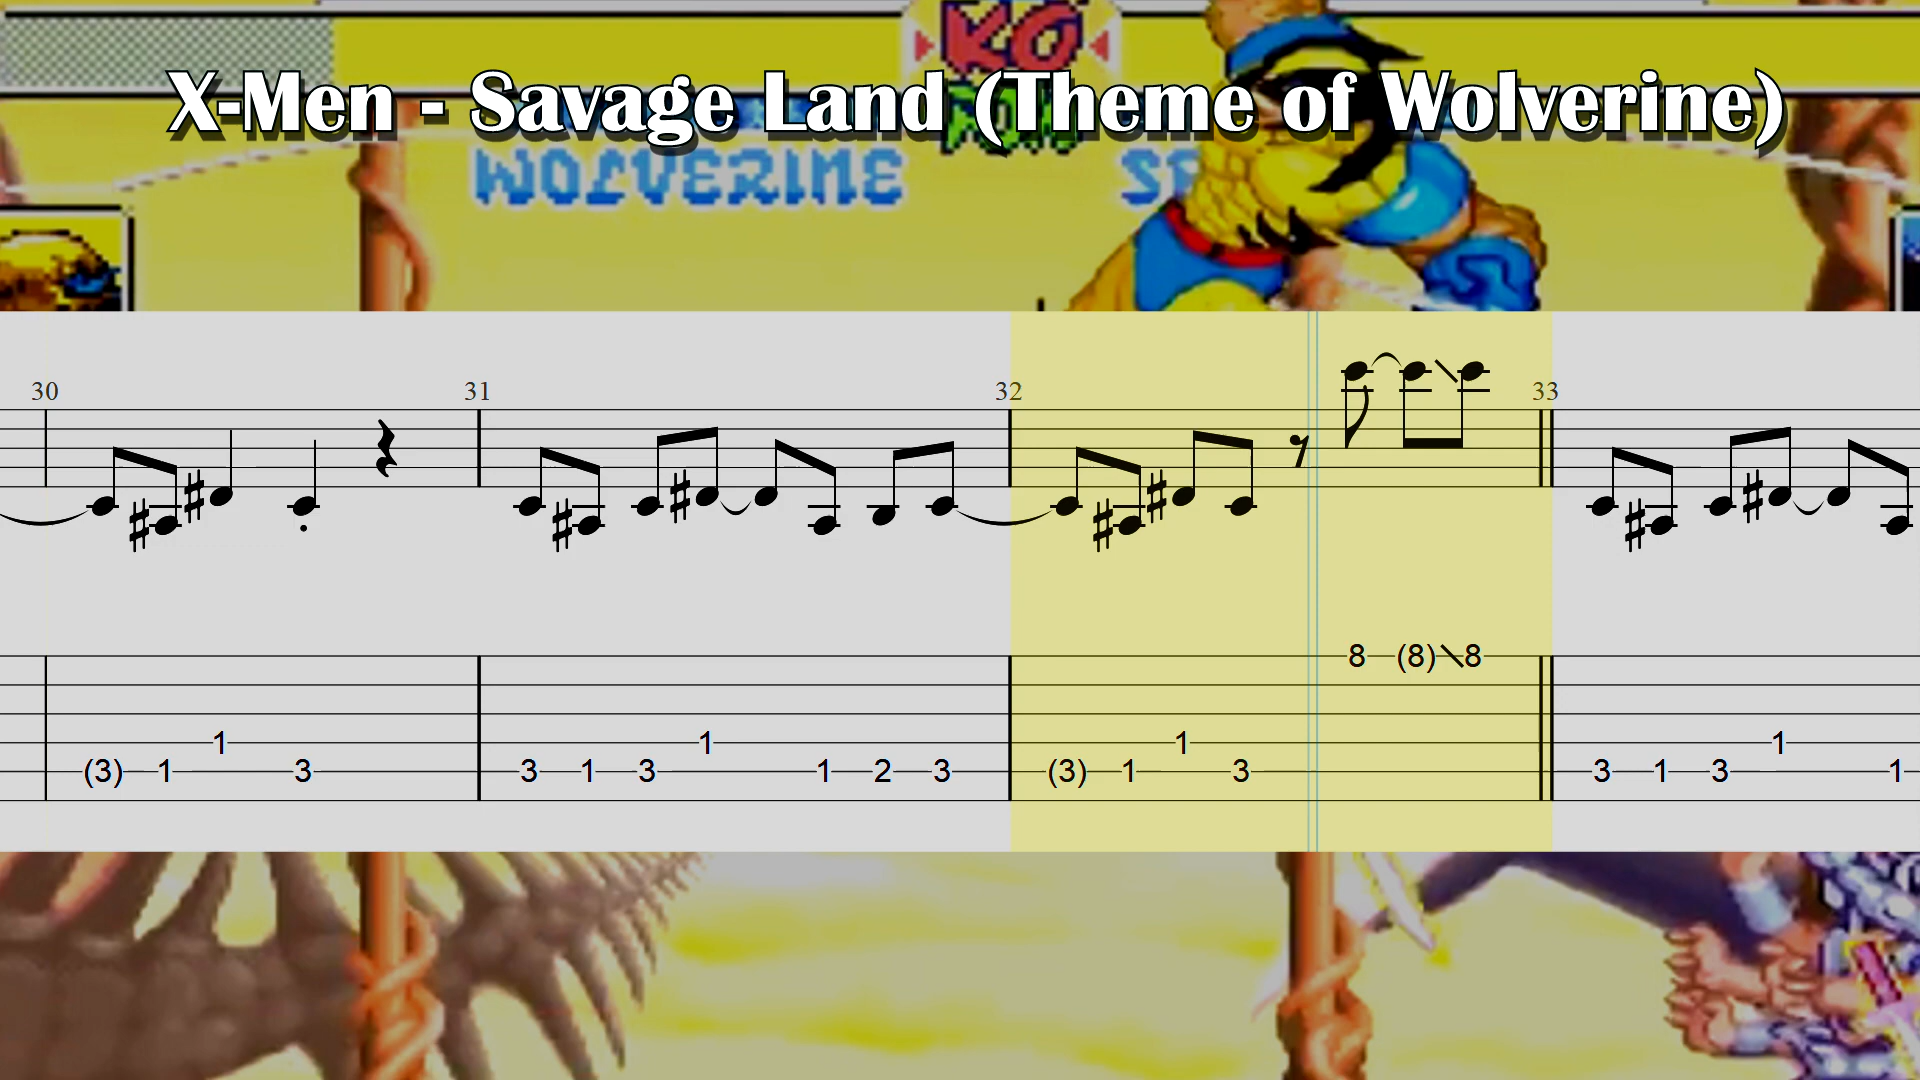 KO
X-Men - Savage Land (Theme of Wolverine)
WOLVERINE
30 31 32 33
8 (8) 8
1 1 1 1
(3) 1 3 3 1 3 1 2 3 (3) 1 3 3 1 3 1